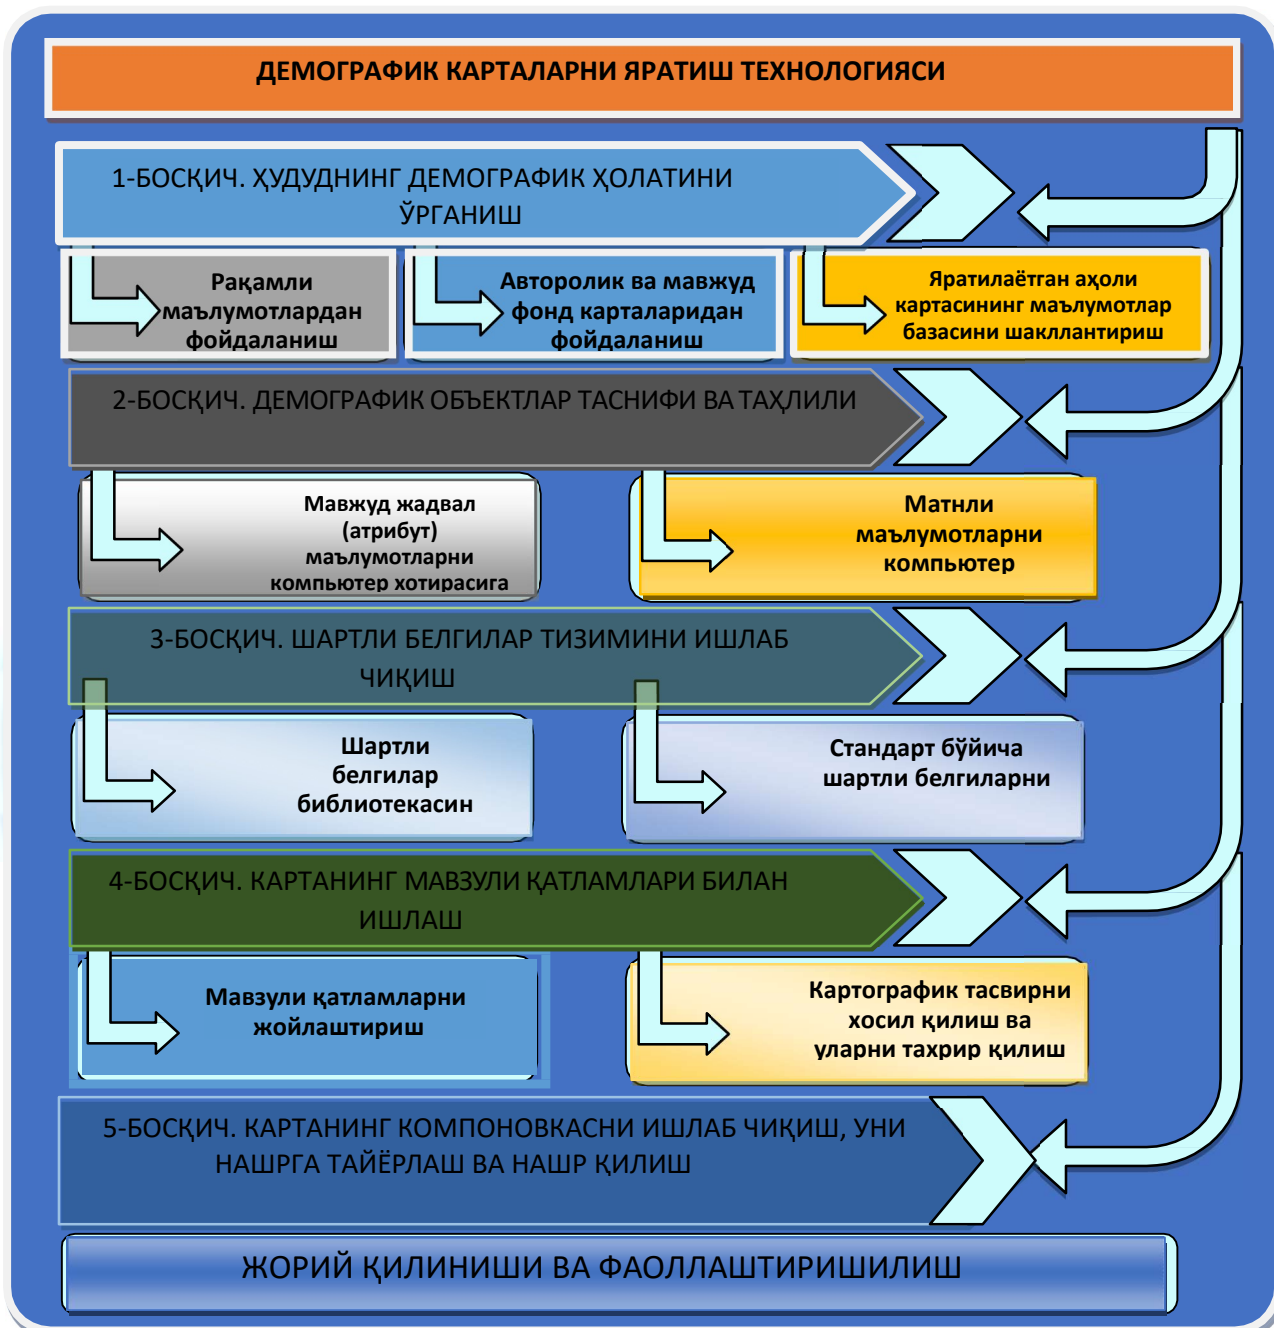 ДЕМОГРАФИК КАРТАЛАРНИ ЯРАТИШ ТЕХНОЛОГИЯСИ
1-БОСҚИЧ. ҲУДУДНИНГ ДЕМОГРАФИК ҲОЛАТИНИ
ЎРГАНИШ
Рақамли
маълумотлардан
фойдаланиш
Авторолик ва мавжуд
фонд карталаридан
фойдаланиш
Яратилаётган аҳоли
картасининг маълумотлар
базасини шакллантириш
2-БОСҚИЧ. ДЕМОГРАФИК ОБЪЕКТЛАР ТАСНИФИ ВА ТАҲЛИЛИ
Мавжуд жадвал
(атрибут)
маълумотларни
компьютер хотирасига
Матнли
маълумотларни
компьютер
3-БОСҚИЧ. ШАРТЛИ БЕЛГИЛАР ТИЗИМИНИ ИШЛАБ
ЧИҚИШ
Шартли
белгилар
библиотекасин
Стандарт бўйича
шартли белгиларни
4-БОСҚИЧ. КАРТАНИНГ МАВЗУЛИ ҚАТЛАМЛАРИ БИЛАН
ИШЛАШ
Мавзули қатламларни
жойлаштириш
Картографик тасвирни
хосил қилиш ва
уларни тахрир қилиш
5-БОСҚИЧ. КАРТАНИНГ КОМПОНОВКАСНИ ИШЛАБ ЧИҚИШ, УНИ
НАШРГА ТАЙЁРЛАШ ВА НАШР ҚИЛИШ
ЖОРИЙ ҚИЛИНИШИ ВА ФАОЛЛАШТИРИШИЛИШ